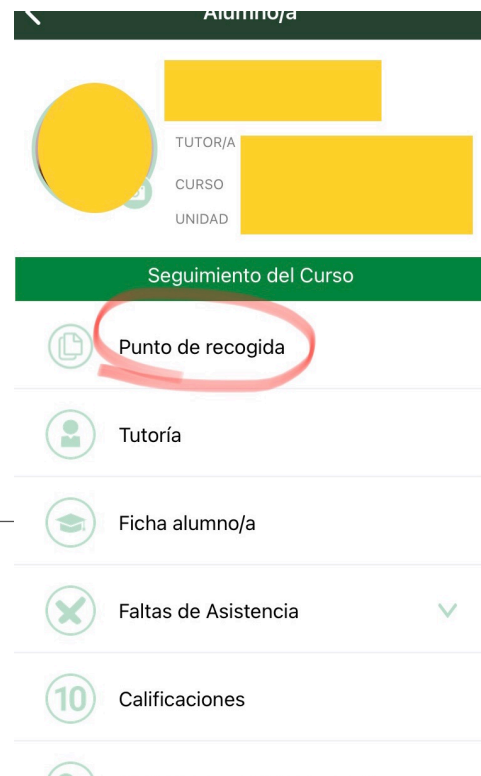 Alumno/a
TUTOR/A
CURSO
UNIDAD
Seguimiento del Curso
Punto de recogida
Tutoría
Ficha alumno/a
Faltas de Asistencia
10
Calificaciones